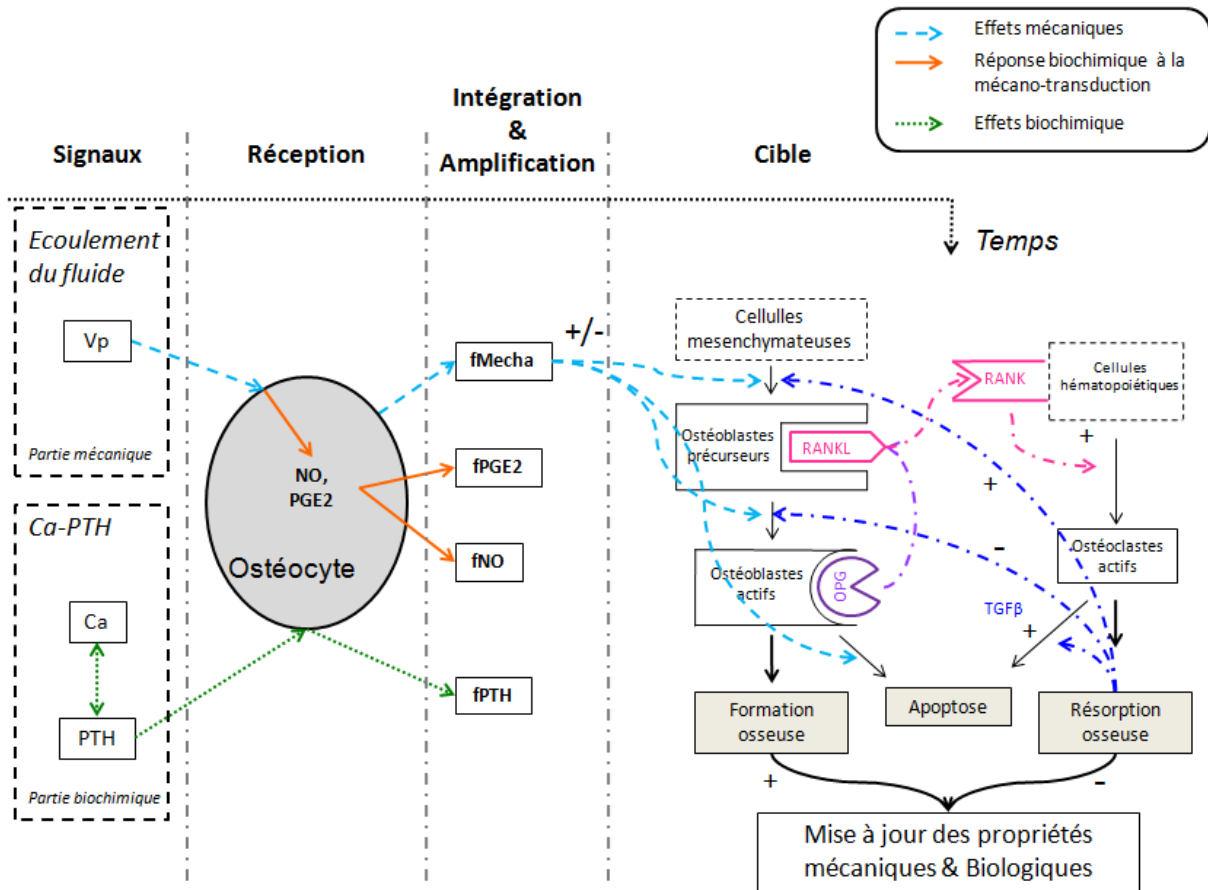 Effets mécaniques
Réponse biochimique à la
mécano-transduction
Effets biochimique
Signaux
Réception
Intégration
&
Amplification
Cible
Temps
Ecoulement
du fluide
Vp
Partie mécanique
Ca-PTH
Ca
PTH
Partie biochimique
NO,
PGE2
Ostéocyte
fMecha
fPGE2
fNO
fPTH
+/-
Cellules
mesenchymateuses
Ostéoblastes
précurseurs
RANKL
RANK
Cellules
hématopoiétiques
+
+
-
Ostéoblastes
actifs
OPG
Ostéoclastes
actifs
TGFβ
+
Formation
osseuse
Apoptose
Résorption
osseuse
+
-
Mise à jour des propriétés
mécaniques & Biologiques